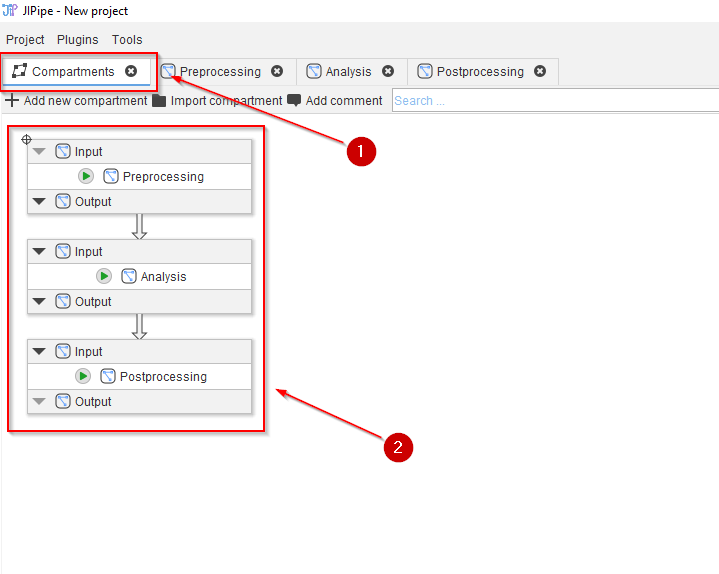 JIPipe - New project
Project Plugins Tools
Compartments Preprocessing Analysis Postprocessing
Add new compartment Import compartment Add comment Search ...
1
Input
Preprocessing
Output
Input
Analysis
Output
Input
Postprocessing
Output
2